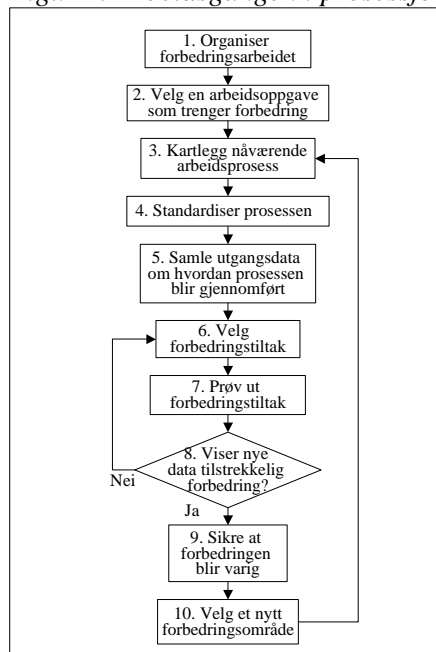 1. Organiser
forbedringsarbeidet
2. Velg en arbeidsoppgave
som trenger forbedring
3. Kartlegg nåværende
arbeidsprosess
4. Standardiser prosessen
5. Samle utgangsdata
om hvordan prosessen
blir gjennomført
6. Velg
forbedringstiltak
7. Prøv ut
forbedringstiltak
8. Viser nye
data tilstrekkelig
forbedring?
Nei
Ja
9. Sikre at
forbedringen
blir varig
10. Velg et nytt
forbedringsområde